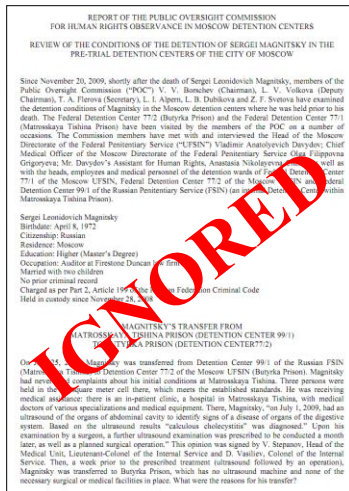 REPORT OF THE PUBLIC OVERSIGHT COMMISSION
FOR HUMAN RIGHTS OBSERVANCE IN MOSCOW DETENTION CENTERS
REVIEW OF THE CONDITIONS OF THE DETENTION OF SERGEI MAGNITSKY IN THE
PRE-TRIAL DETENTION CENTERS OF THE CITY OF MOSCOW
Since November 20, 2009, shortly after the death of Sergei Leonidovich Magnitsky, members of the
Public Oversight Commission ("POC") V. V. Borschev (Chairman), L. V. Volkova (Deputy
Chairman), T. A. Flerova (Secretary), L. I. Alpern, L. B. Dubikova and Z. F. Svetova have examined
the detention conditions of Magnitsky in the Moscow detention centers where he was held prior to his
death. The Federal Detention Center 77/2 (Butyrka Prison) and the Federal Detention Center 77/1
(Matrosskaya Tishina Prison) have been visited by the members of the POC on a number of
occasions. The Commission have met with and interviewed the Head of the Moscow
Directorate of the Federal Penitentiary Service ("UFSIN") Vladimir Anatolyevich Davydov; Chief
Medical Officer of the Moscow Directorate of the Federal Penitentiary Service Olga Filippovna
Grigoryeva; Mr. Davydov's Assistant for Human Rights, Anastasia Nikolayevna well as
with the heads, employees and medical personnel of the detention wards of Federal Detention Center
77/1 of the Moscow UFSIN, Federal Detention Center 77/2 of the Moscow and Federal
Detention Center 99/1 of the Russian Penitentiary Service (FSIN) (an within
Matrosskaya Tishina Prison).
Sergei Leonidovich Magnitsky
Birthdate: April 8, 1972
Citizenship: Russian
Residence: Moscow
Education: Higher (Master's Degree)
Occupation: Auditor at Firestone Duncan law firm
Married with two children
No prior criminal record
Charged as per Part 2, Article 199 of the Russian Federation Criminal Code
Held in custody since November 28, 2008
MAGNITSKY'S TRANSFER FROM
MATROSSKAYA TISHINA PRISON (DETENTION CENTER 99/1)
TO BUTYRKA PRISON (DETENTION CENTER77/2)
On 25, Magnitsky was transferred from Detention Center 99/1 of the Russian FSIN
to Detention Center 77/2 of the Moscow UFSIN (Butyrka Prison). Magnitsky
had never complaints about his initial conditions at Matrosskaya Tishina. Three persons were
held in the square meter cell there, which meets the established standards. He was receiving
medical assistance: there is an in-patient clinic, a hospital in Matrosskaya Tishina, with medical
doctors of various specializations and medical equipment. There, Magnitsky, "on July 1, 2009, had an
ultrasound of the organs of abdominal cavity to identify signs of a disease of organs of the digestive
system. Based on the ultrasound results "calculous cholecystitis" was diagnosed." Upon his
examination by a surgeon, a further ultrasound examination was prescribed to be conducted a month
later, as well as a planned surgical operation." This opinion was signed by V. Stepanov, Head of the
Medical Unit, Lieutenant-Colonel of the Internal Service and D. Vasiliev, Colonel of the Internal
Service. Then, a week prior to the prescribed treatment (ultrasound followed by an operation),
Magnitsky was transferred to Butyrka Prison, which has no ultrasound machine and none of the
necessary surgical or medical facilities in place. What were the reasons for his transfer?
IGNORED